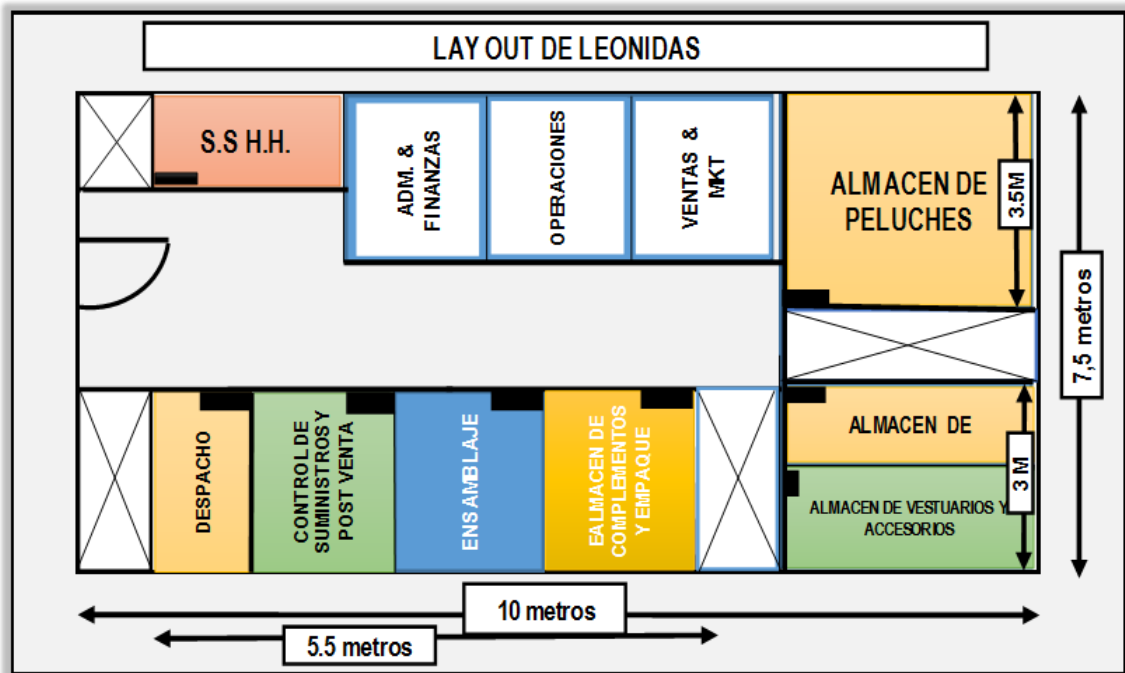 LAY OUT DE LEONIDAS
S.S H.H.
ADM. &
FINANZAS
OPERACIONES
VENTAS &
MKT
ALMACEN DE
PELUCHES
3.5M
7,5 metros
DESPACHO
CONTROL DE
SUMINISTROS Y
POST VENTA
ENSAMBLAJE
EALMACEN DE
COMPLEMENTOS
Y EMPAQUE
ALMACEN DE
3 M
ALMACEN DE VESTUARIOS Y
ACCESORIOS
10 metros
5.5 metros